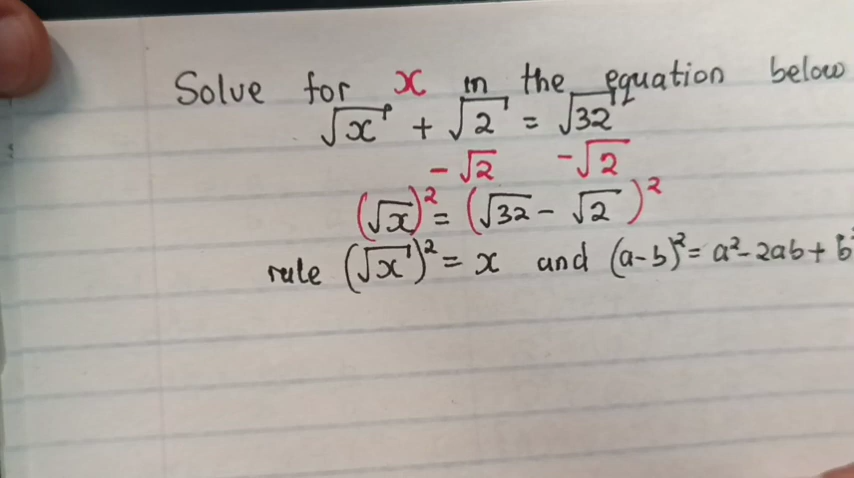 Solve for x in the equation below
√x + √2 = √32
- √2 -√2
(√x)² = (√32 - √2)²
rule (√x)² = x and (a-b)² = a² - 2ab + b²